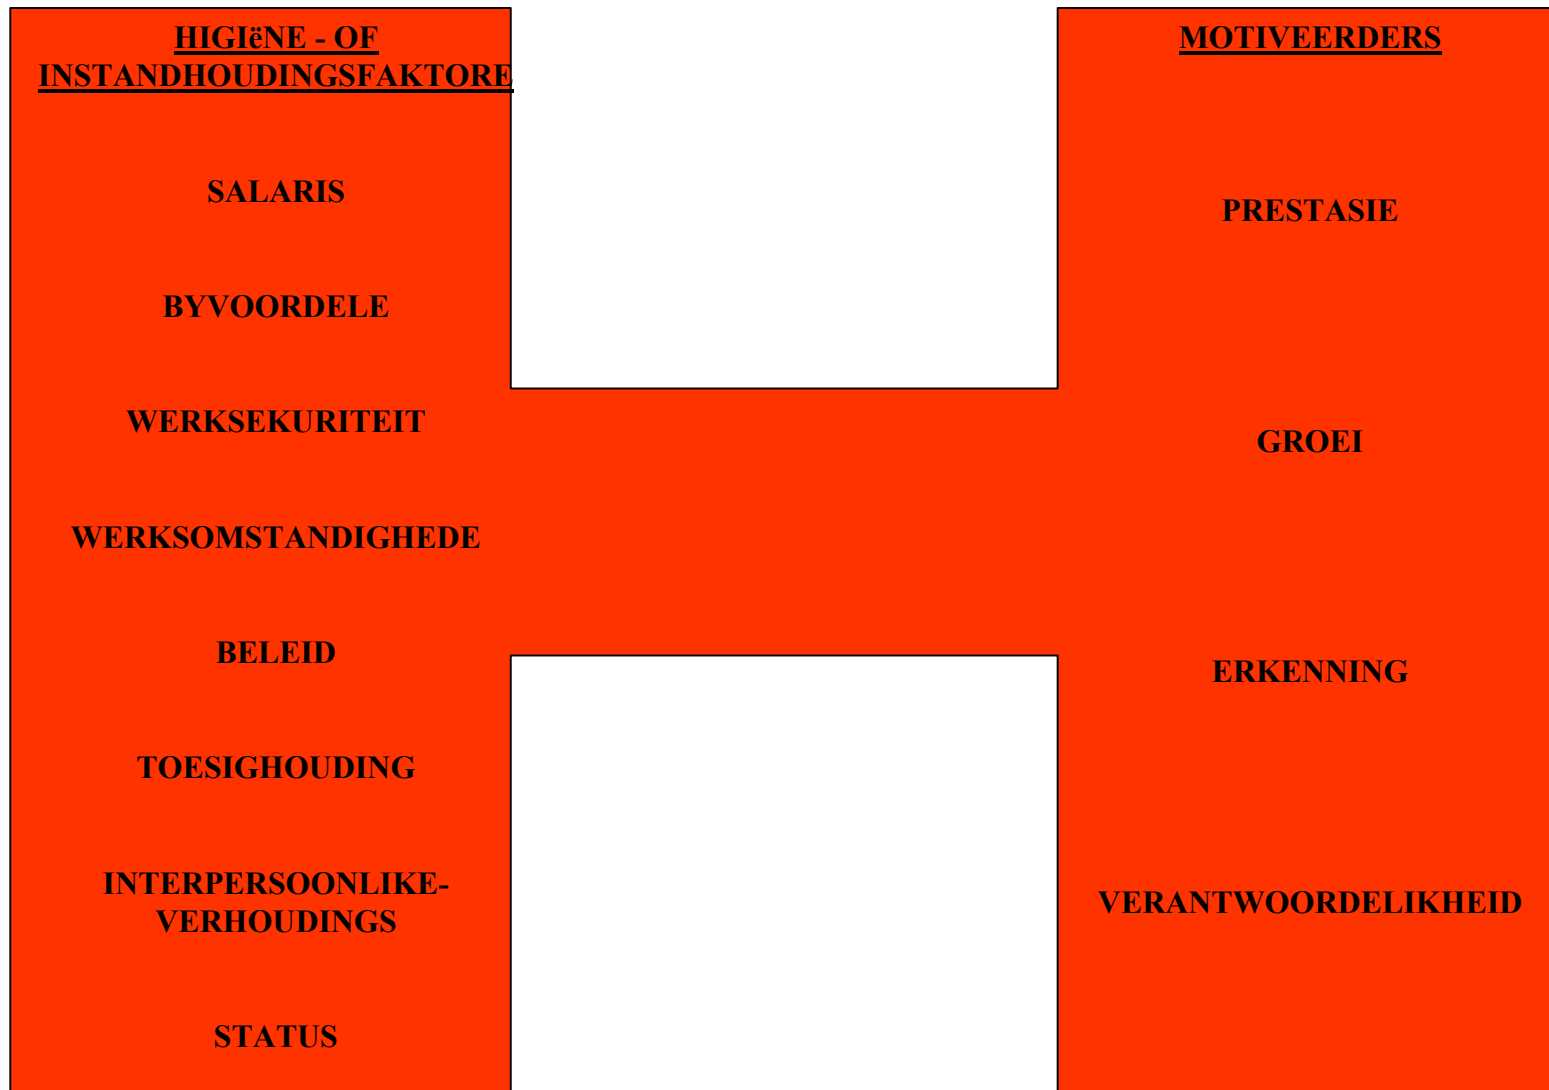 HIGIëNE - OF
INSTANDHOUDINGSFAKTORE
SALARIS
BYVOORDELE
WERKSEKURITEIT
WERKSOMSTANDIGHEDE
BELEID
TOESIGHOUDING
INTERPERSOONLIKE-
VERHOUDINGS
STATUS
MOTIVEERDERS
PRESTASIE
GROEI
ERKENNING
VERANTWOORDELIKHEID